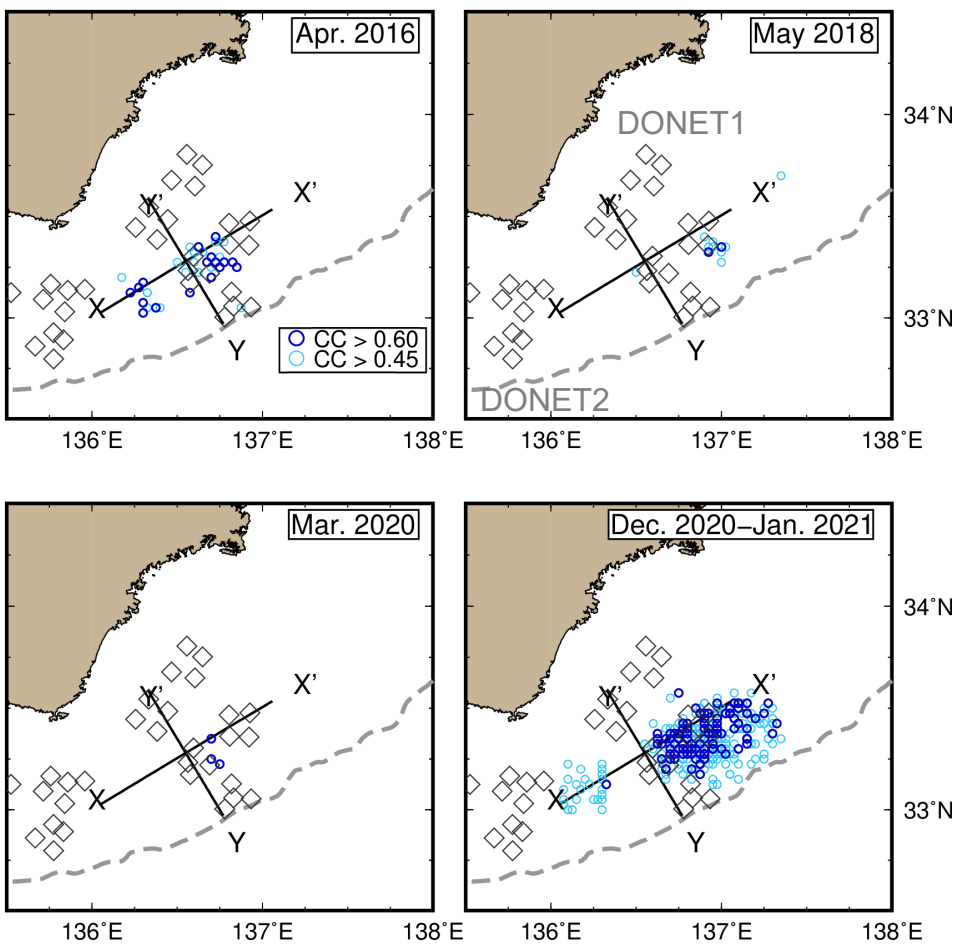 Apr. 2016
Y'
X'
X
Y
CC > 0.60
CC > 0.45
136˚E
137˚E
138˚E
May 2018
DONET1
34˚N
Y'
X'
X
33˚N
Y
DONET2
136˚E
137˚E
138˚E
Mar. 2020
Y'
X'
X
Y
136˚E
137˚E
138˚E
Dec. 2020−Jan. 2021
34˚N
Y'
X'
X
33˚N
Y
136˚E
137˚E
138˚E